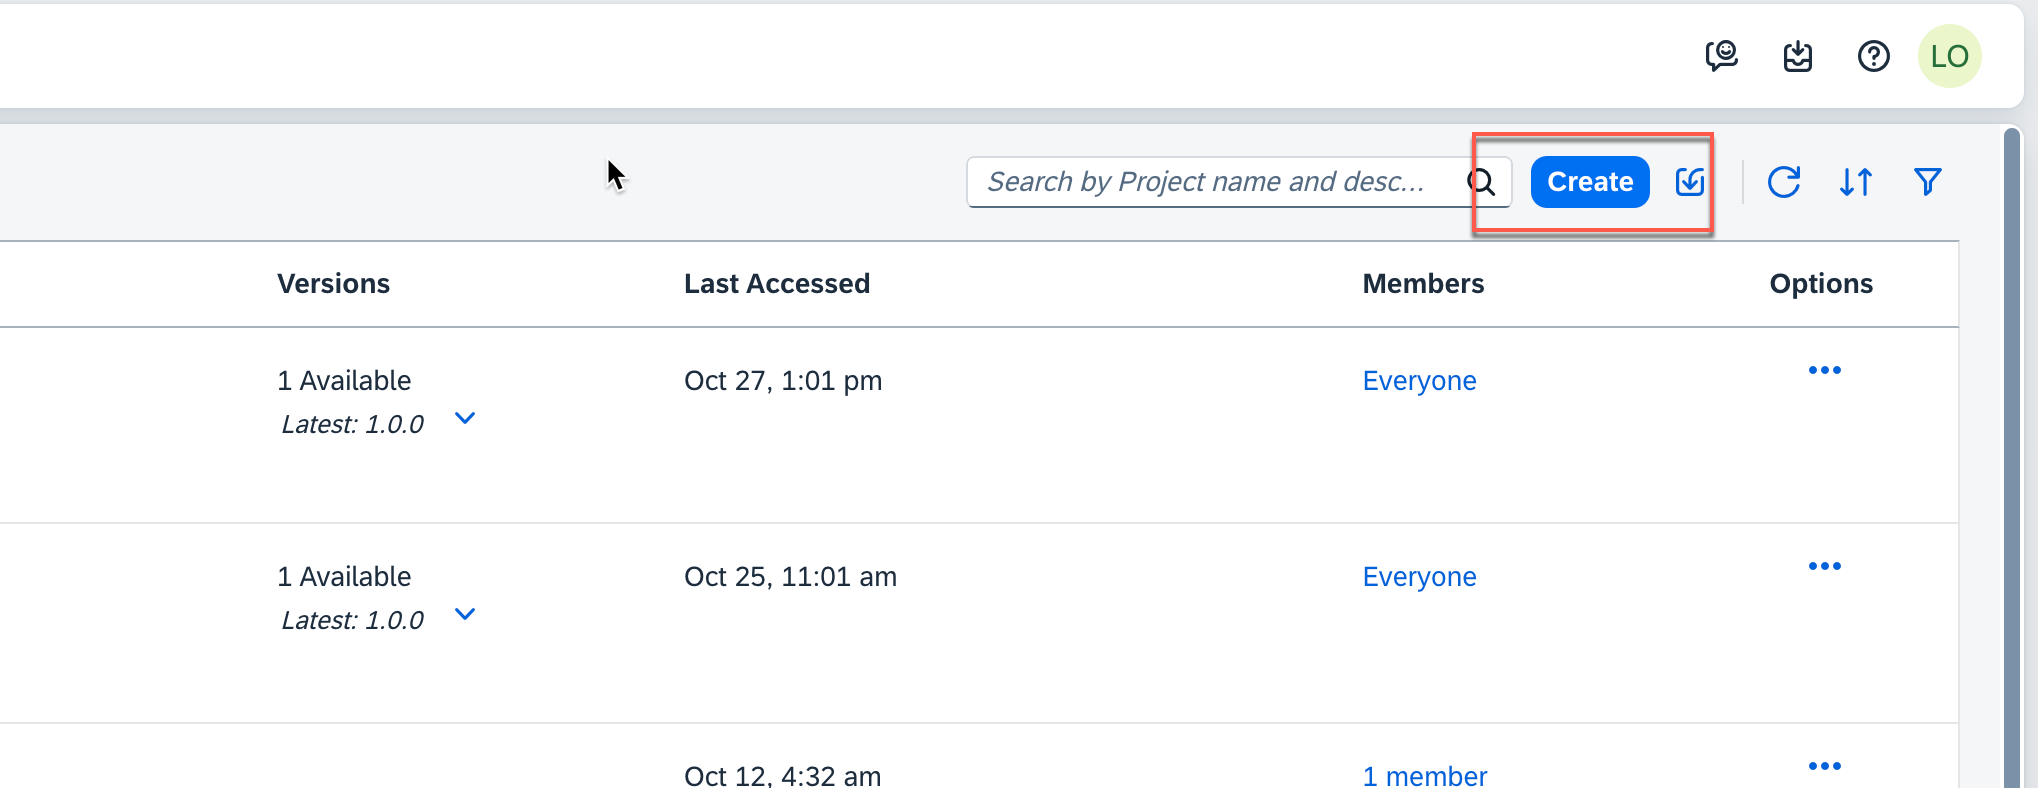 LO
Search by Project name and desc...
Create
Versions
Last Accessed
Members
Options
1 Available
Oct 27, 1:01 pm
Everyone
Latest: 1.0.0
1 Available
Oct 25, 11:01 am
Everyone
Latest: 1.0.0
Oct 12, 4:32 am
1 member